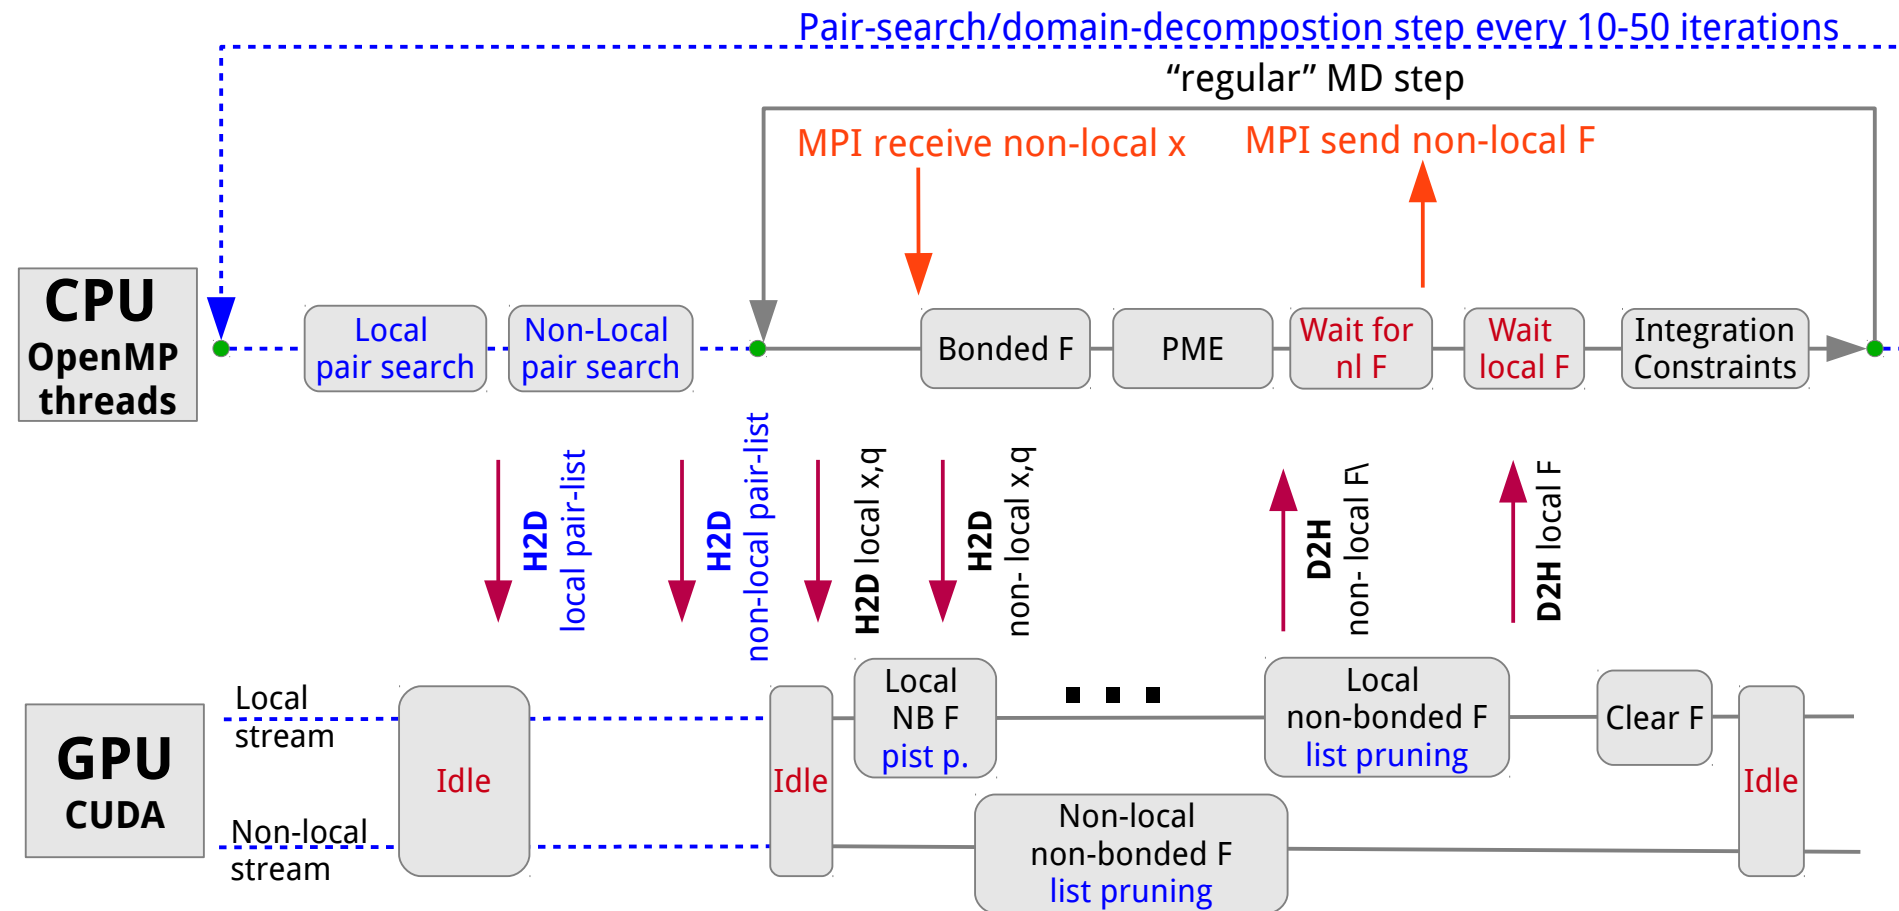 Pair-search/domain-decompostion step every 10-50 iterations
“regular” MD step
MPI receive non-local x
MPI send non-local F
CPU
OpenMP
threads
Local
pair search
Non-Local
pair search
Bonded F
PME
Wait for
nl F
Wait
local F
Integration
Constraints
H2D
local pair-list
H2D
non-local pair-list
H2D local x,q
H2D
non- local x,q
D2H
non- local F\
D2H local F
GPU
CUDA
Local
stream
Non-local
stream
Idle
Idle
Local
NB F
pist p.
Non-local
non-bonded F
list pruning
Local
non-bonded F
list pruning
Clear F
Idle